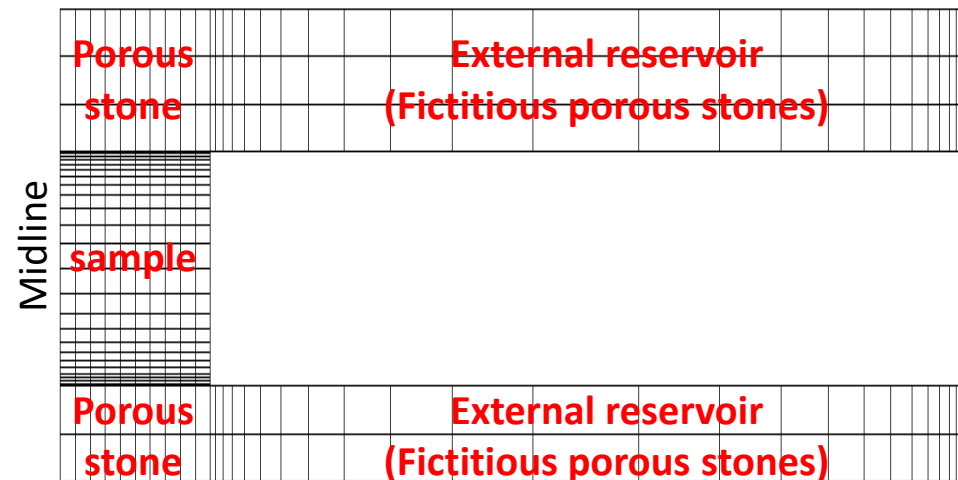 Porous
stone
External reservoir
(Fictitious porous stones)
Midline
sample
Porous
stone
External reservoir
(Fictitious porous stones)